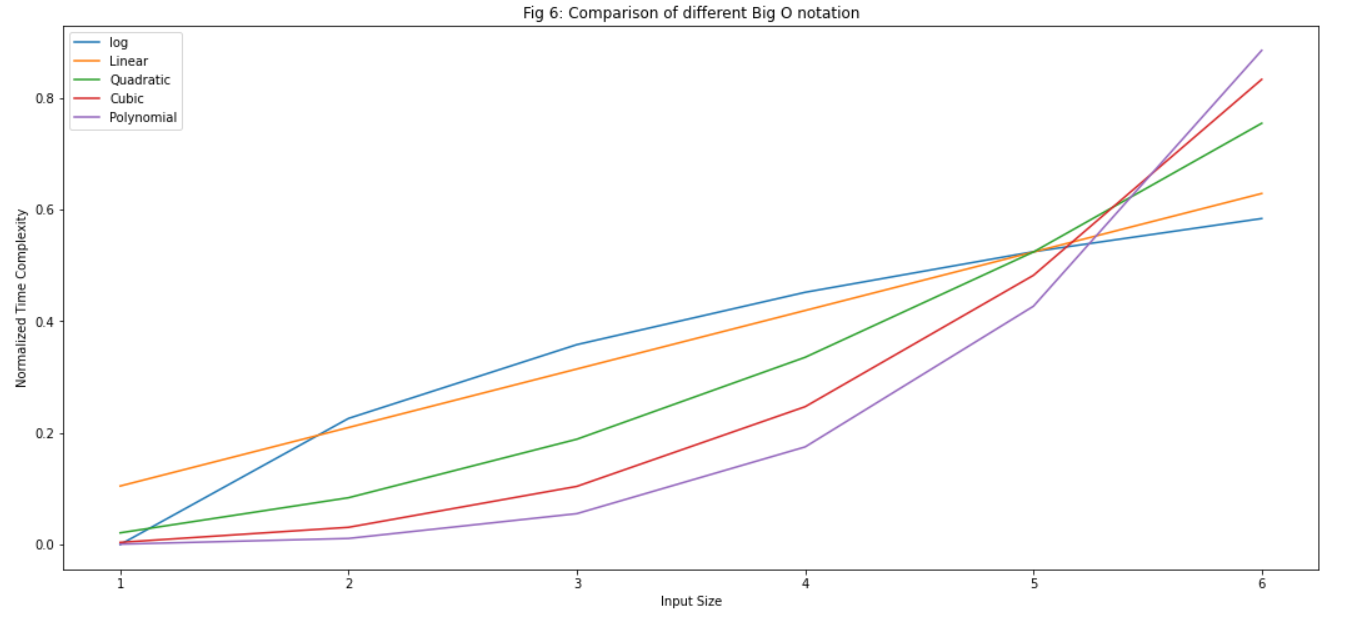 Fig 6: Comparison of different Big O notation
log
Linear
Quadratic
Cubic
Polynomial
0.8
0.6
0.4
0.2
0.0
Normalized Time Complexity
1 2 3 4 5 6
Input Size